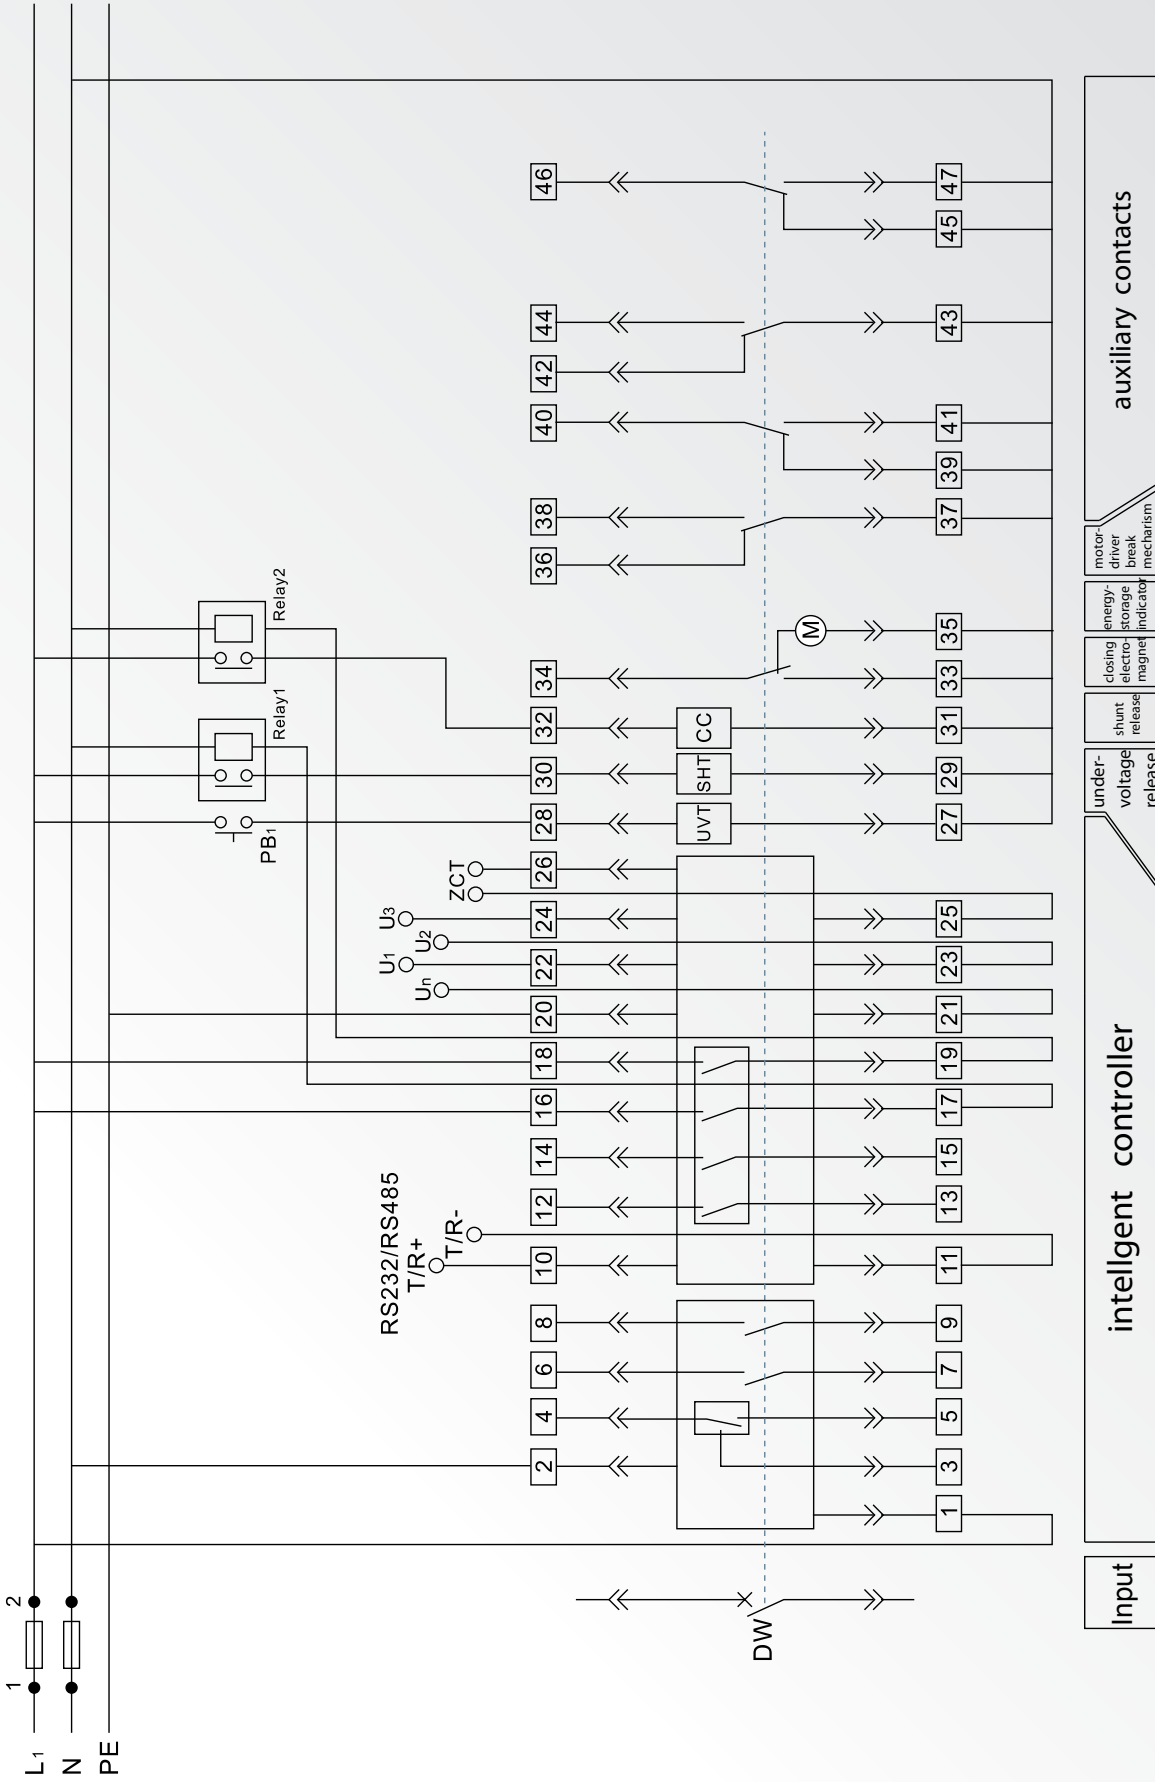 L1
N
PE
1
2
PB1
Relay1
Relay2
RS232/RS485
T/R+
T/R-
Un
U1
U2
U3
ZCT
2
4
6
8
10
12
14
16
18
20
22
24
26
28
30
32
34
36
38
40
42
44
46
DW
UVT
SHT
CC
M
1
3
5
7
9
11
13
15
17
19
21
23
25
27
29
31
33
35
37
39
41
43
45
47
Input
intellgent controller
under-
voltage
release
shunt
release
closing
electro-
magnet
energy-
storage
indicator
motor-
driver
break
mecharism
auxiliary contacts